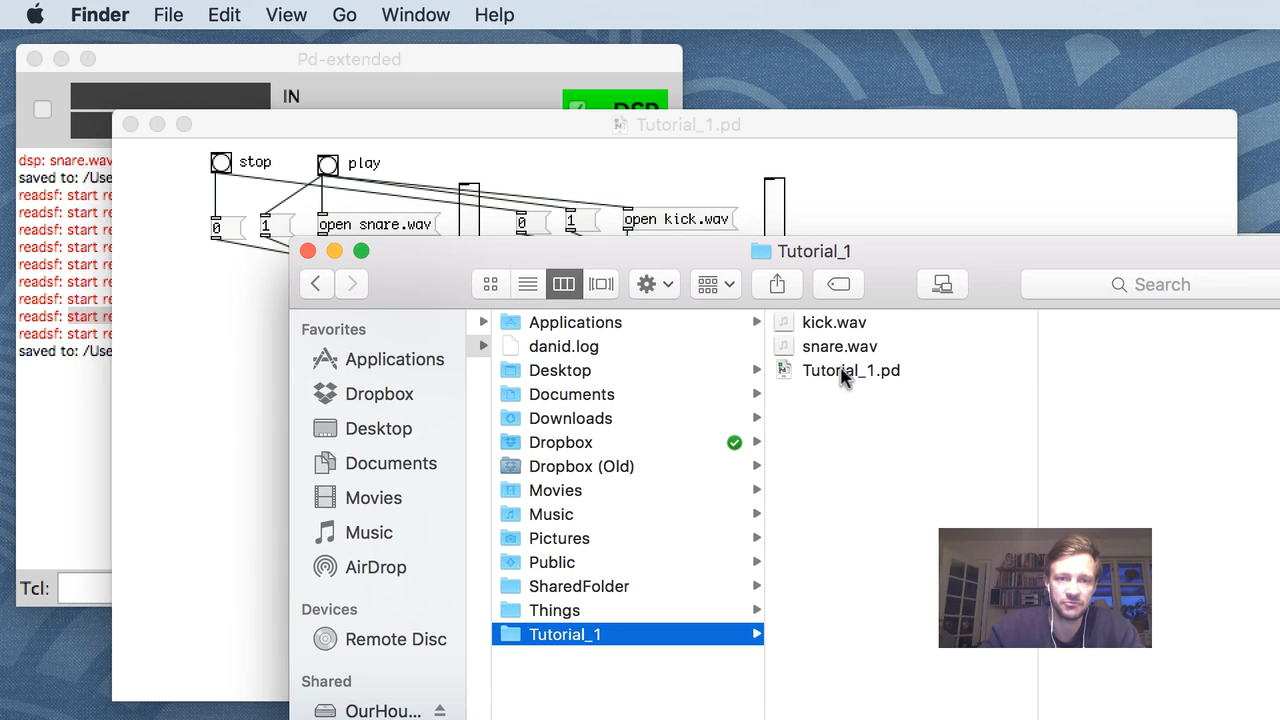 Finder File Edit View Go Window Help
Pd-extended
IN
DSP
Tutorial_1.pd
dsp: snare.wav
saved to: /Use
readsf: start re
readsf: start re
readsf: start re
readsf: start re
readsf: start re
readsf: start re
readsf: start re
readsf: start re
readsf: start re
saved to: /Use
Tcl:
stop
play
0
1
open snare.wav
0
1
open kick.wav
Tutorial_1
Search
Favorites
Applications
Dropbox
Desktop
Documents
Movies
Music
AirDrop
Devices
Remote Disc
Shared
OurHou...
Applications
danid.log
Desktop
Documents
Downloads
Dropbox
Dropbox (Old)
Movies
Music
Pictures
Public
SharedFolder
Things
Tutorial_1
kick.wav
snare.wav
Tutorial_1.pd